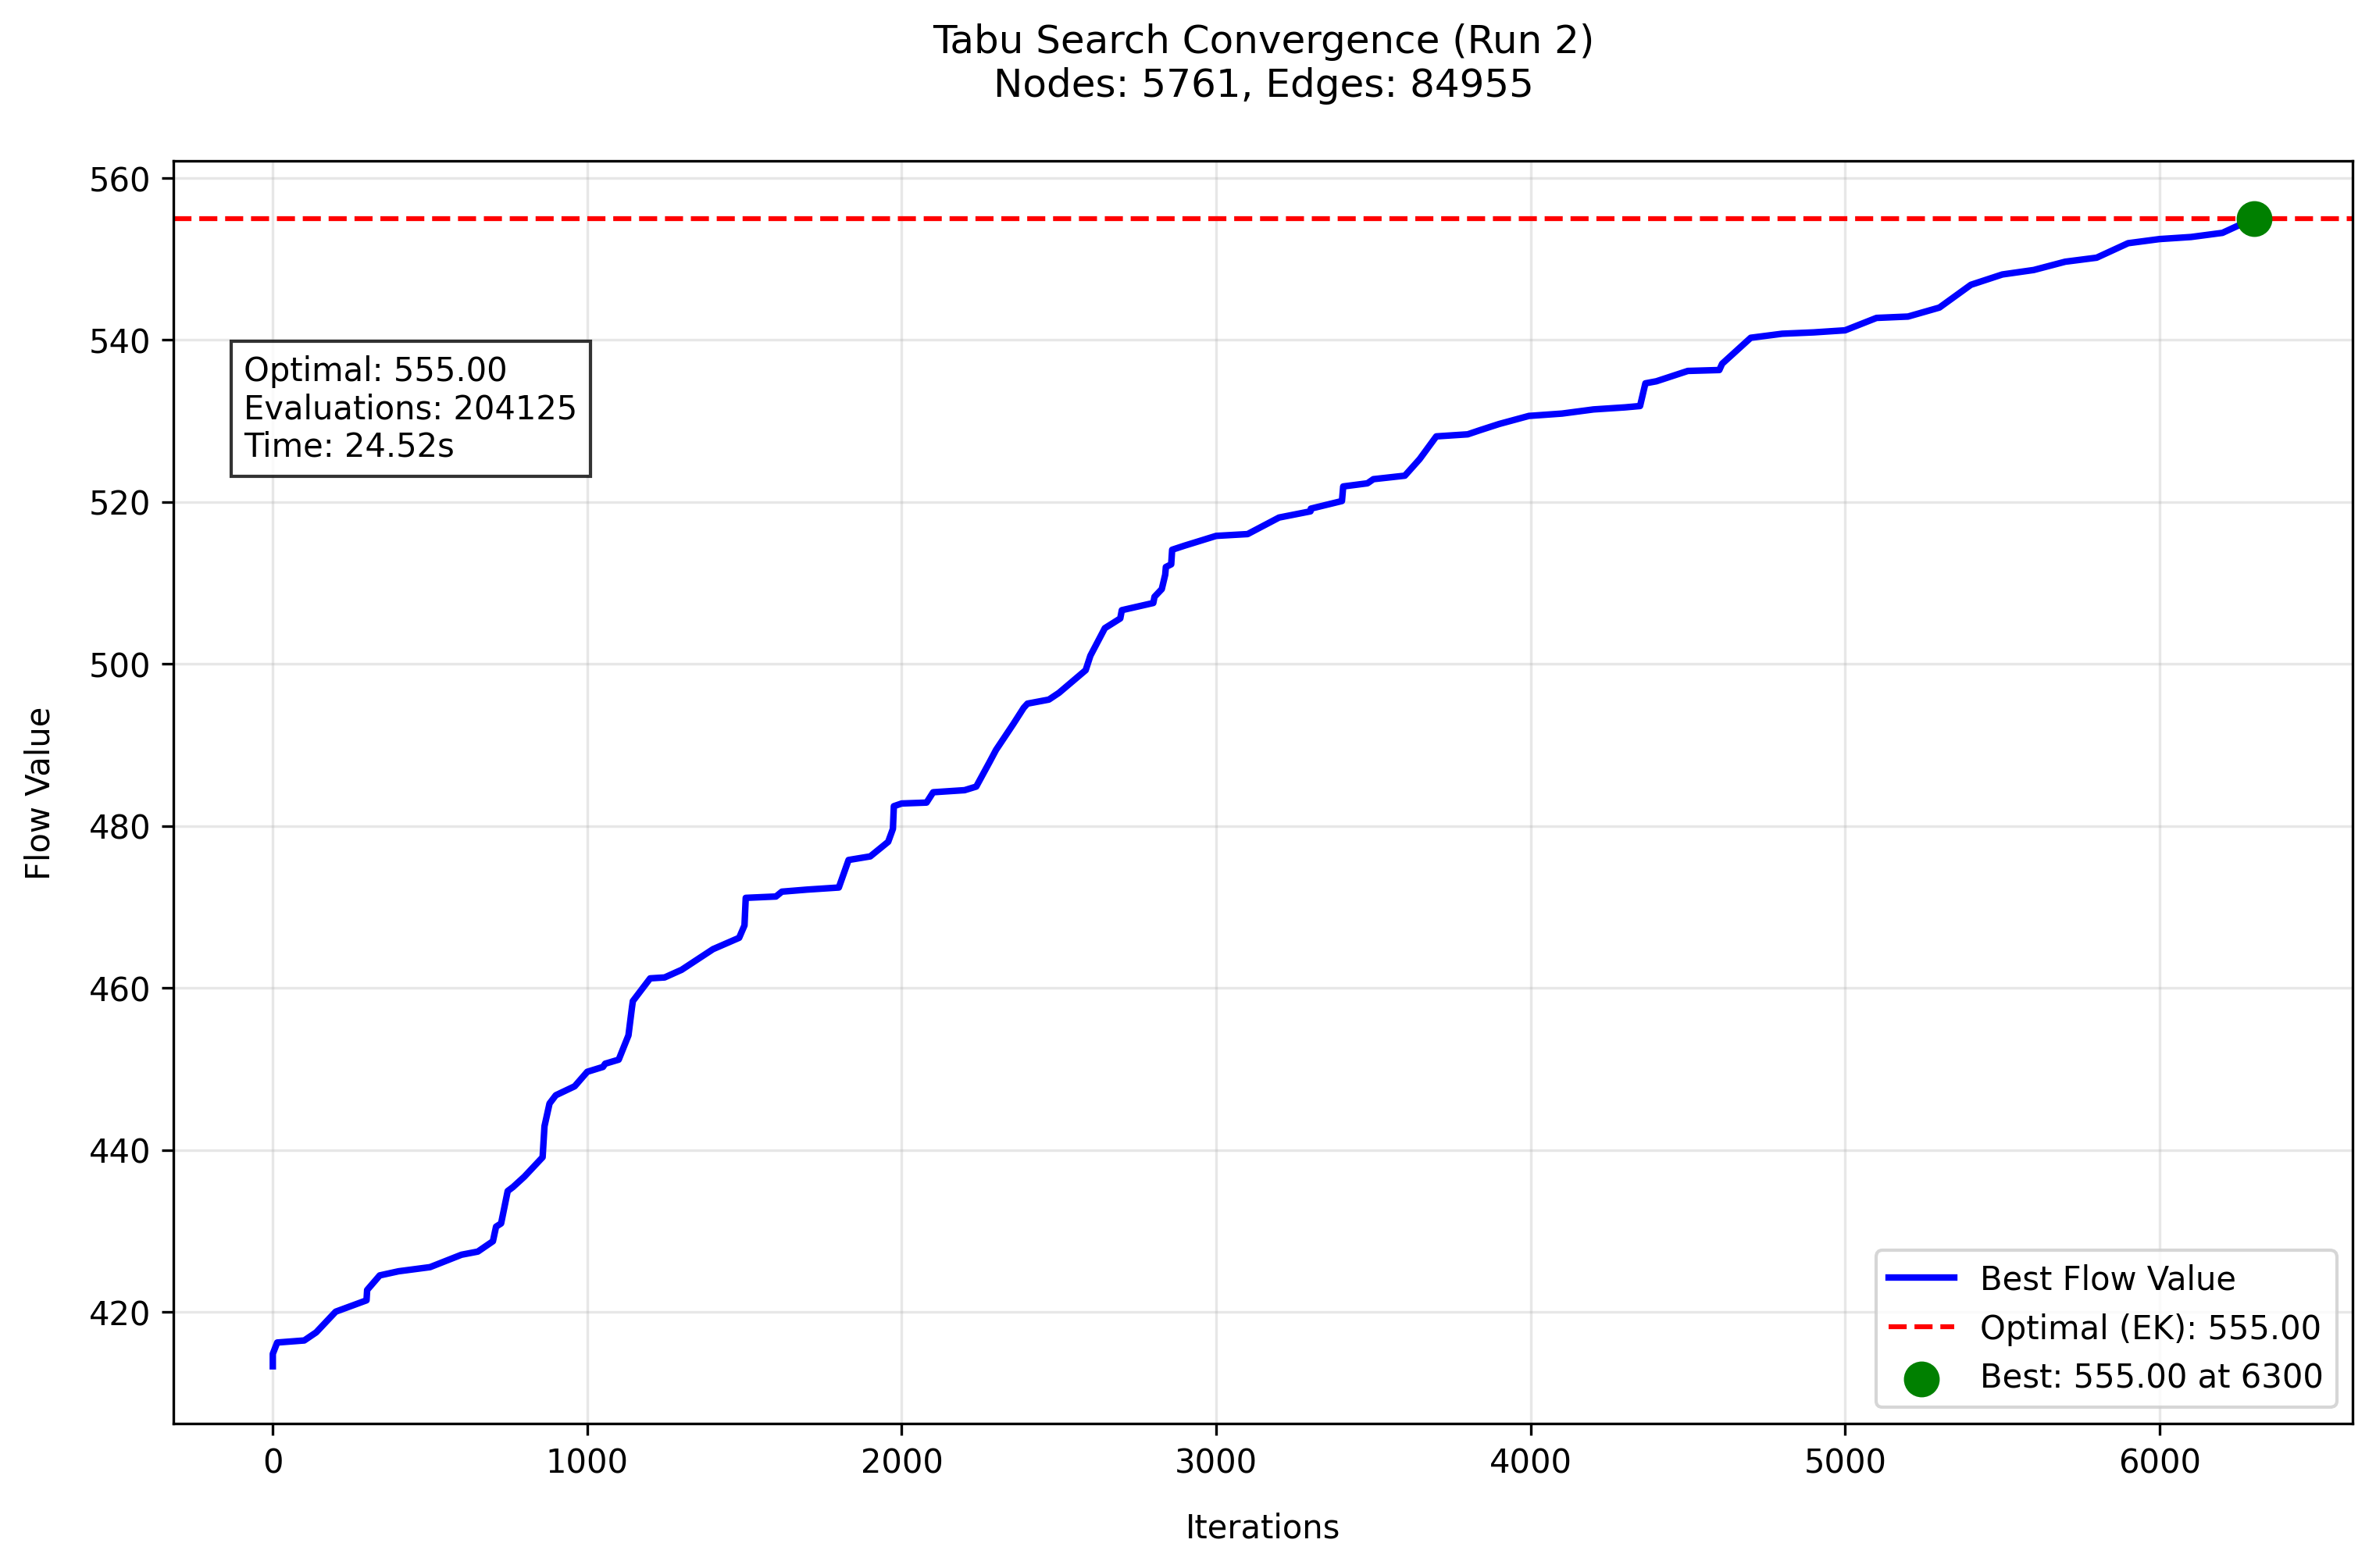 Tabu Search Convergence (Run 2)
Nodes: 5761, Edges: 84955
560
540
520
500
480
460
440
420
Flow Value
Optimal: 555.00
Evaluations: 204125
Time: 24.52s
Best Flow Value
Optimal (EK): 555.00
Best: 555.00 at 6300
0 1000 2000 3000 4000 5000 6000
Iterations